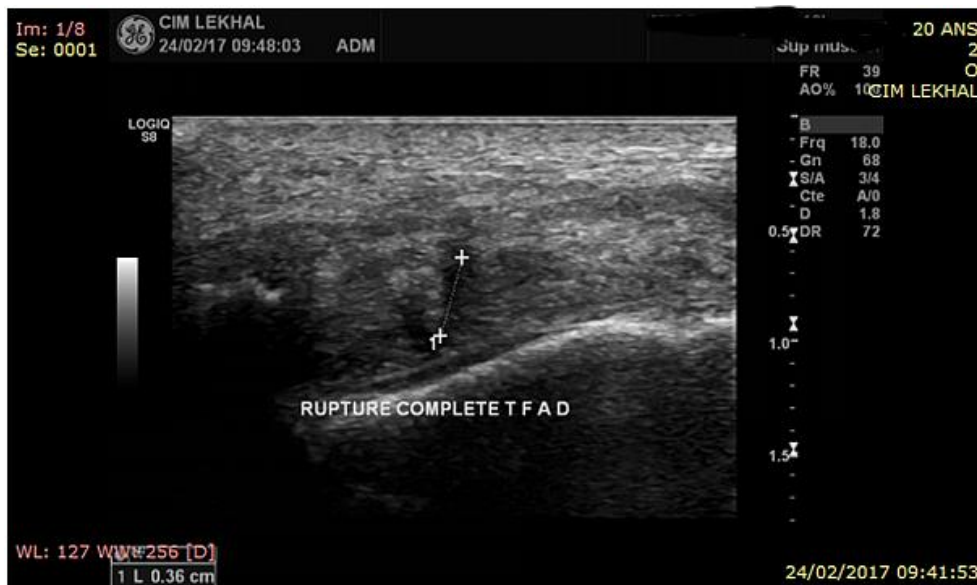 Im: 1/8
Se: 0001
CIM LEKHAL
24/02/17 09:48:03 ADM
20 ANS
2
O
CIM LEKHAL
Sup
FR 39
AO%
LOGIQ
S8
B
Frq 18.0
Gn 68
S/A 3/4
Cte A/0
D 1.8
DR 72
0.5
1.0
1.5
1
RUPTURE COMPLETE T F A D
WL: 127 WW: 256 [D]
1 L 0.36 cm
24/02/2017 09:41:53